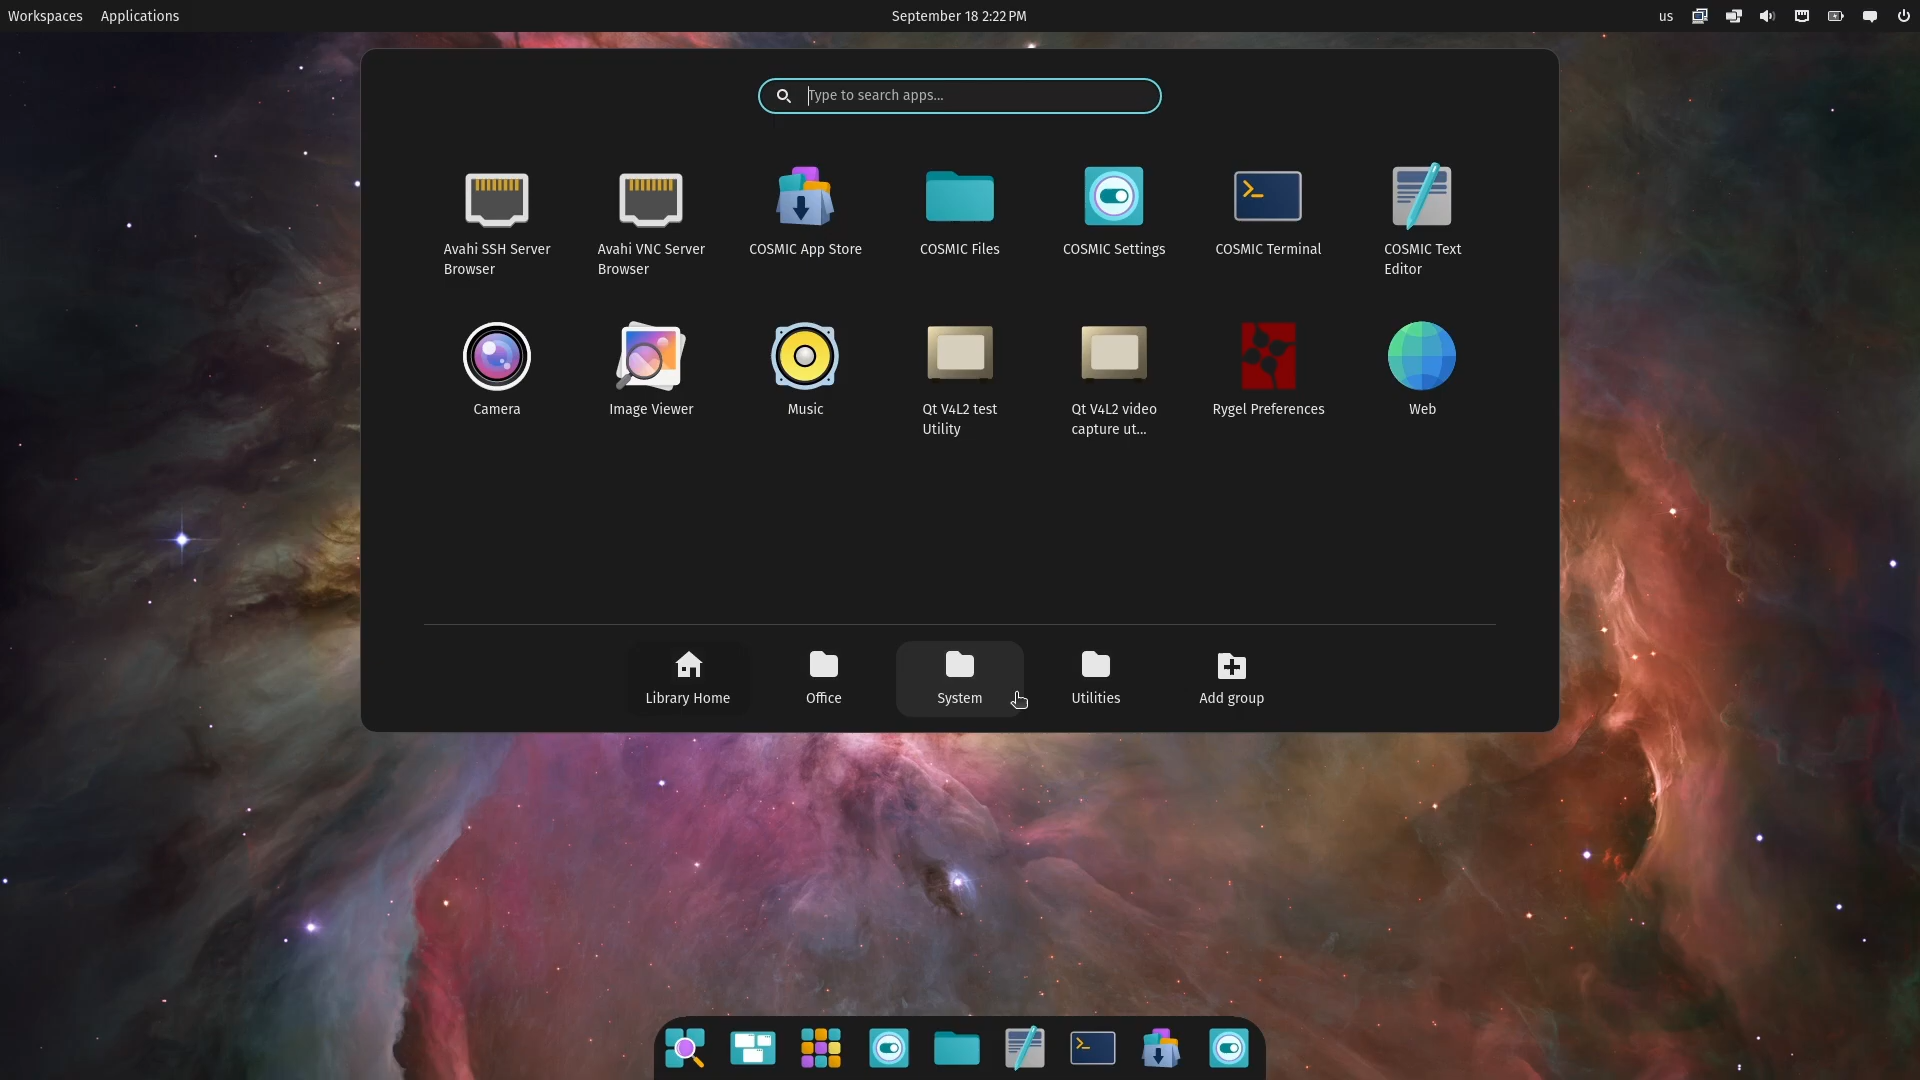 Workspaces Applications September 18 2:22 PM us
Type to search apps...
Avahi SSH Server
Browser
Avahi VNC Server
Browser
COSMIC App Store
COSMIC Files
COSMIC Settings
COSMIC Terminal
COSMIC Text
Editor
Camera
Image Viewer
Music
Qt V4L2 test
Utility
Qt V4L2 video
capture ut...
Rygel Preferences
Web
Library Home
Office
System
Utilities
Add group